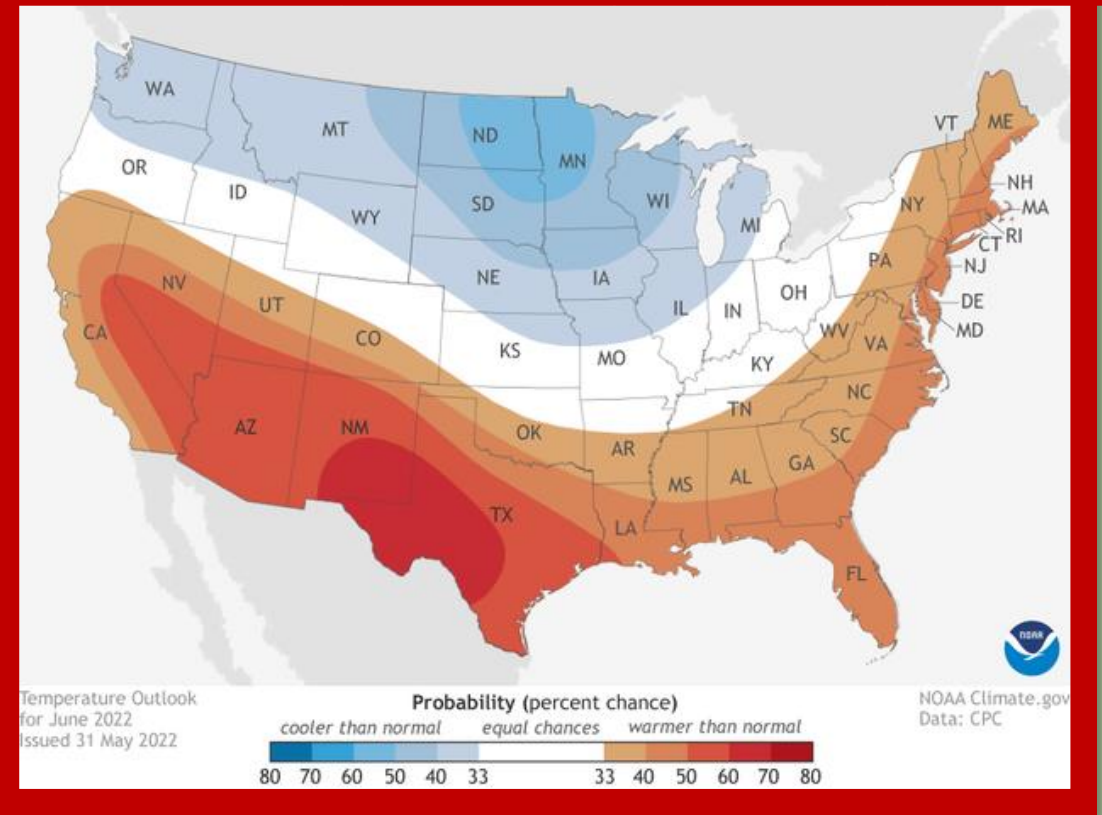 WA
MT
ND
MN
VT
ME
OR
ID
WY
SD
WI
MI
NY
NH
MA
RI
CT
NV
UT
NE
IA
IL
IN
OH
PA
NJ
DE
MD
CA
CO
KS
MO
KY
WV
VA
AZ
NM
OK
AR
TN
NC
SC
TX
LA
MS
AL
GA
FL
NOAA
Temperature Outlook
for June 2022
Issued 31 May 2022
Probability (percent chance)
cooler than normal equal chances warmer than normal
80 70 60 50 40 33 33 40 50 60 70 80
NOAA Climate.gov
Data: CPC